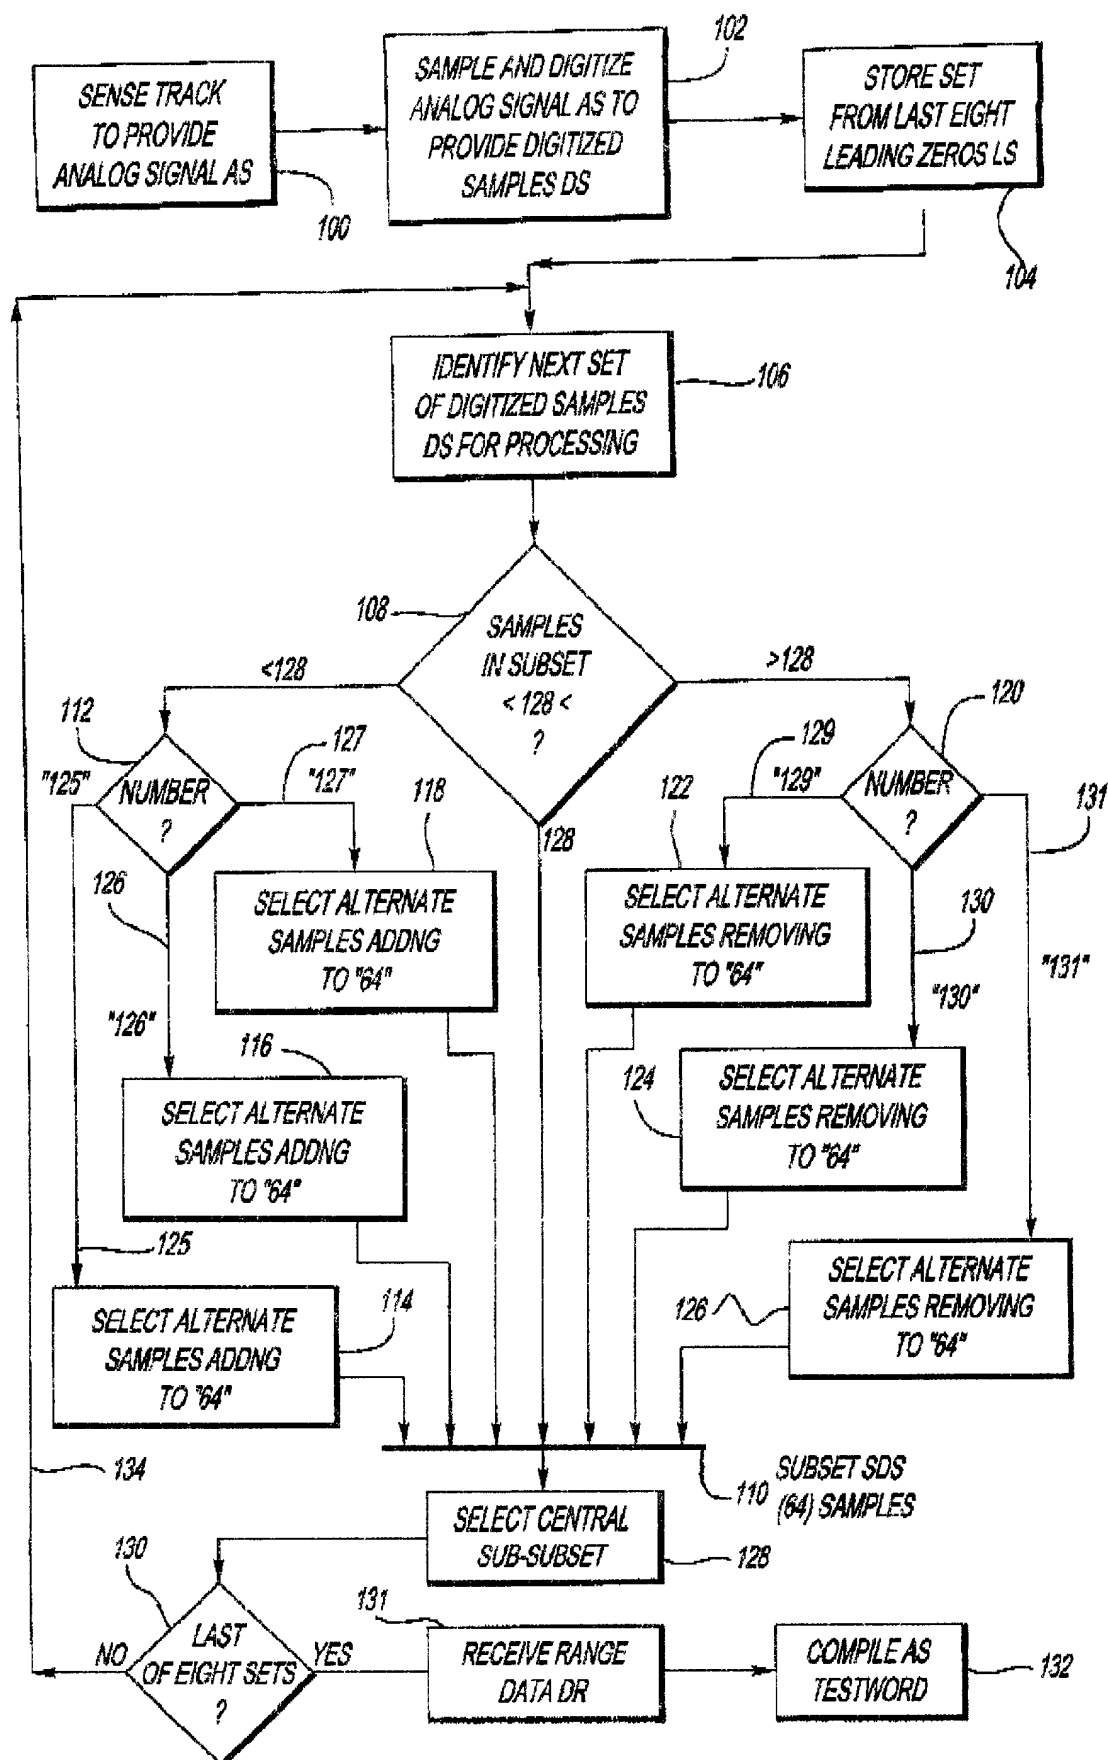 SENSE TRACK
TO PROVIDE
ANALOG SIGNAL AS
100
SAMPLE AND DIGITIZE
ANALOG SIGNAL AS TO
PROVIDE DIGITIZED
SAMPLES DS
102
STORE SET
FROM LAST EIGHT
LEADING ZEROS LS
104
IDENTIFY NEXT SET
OF DIGITIZED SAMPLES
DS FOR PROCESSING
106
108
SAMPLES
IN SUBSET
< 128 <
?
<128
>128
128
112
"125"
NUMBER
?
127
"127"
126
"126"
118
SELECT ALTERNATE
SAMPLES ADDNG
TO "64"
116
SELECT ALTERNATE
SAMPLES ADDNG
TO "64"
125
114
SELECT ALTERNATE
SAMPLES ADDNG
TO "64"
120
NUMBER
?
129
"129"
122
SELECT ALTERNATE
SAMPLES REMOVING
TO "64"
130
"130"
131
"131"
124
SELECT ALTERNATE
SAMPLES REMOVING
TO "64"
126
SELECT ALTERNATE
SAMPLES REMOVING
TO "64"
134
110
SUBSET SDS
(64) SAMPLES
SELECT CENTRAL
SUB-SUBSET
128
130
LAST
OF EIGHT SETS
?
NO
YES
131
RECEIVE RANGE
DATA DR
COMPILE AS
TESTWORD
132